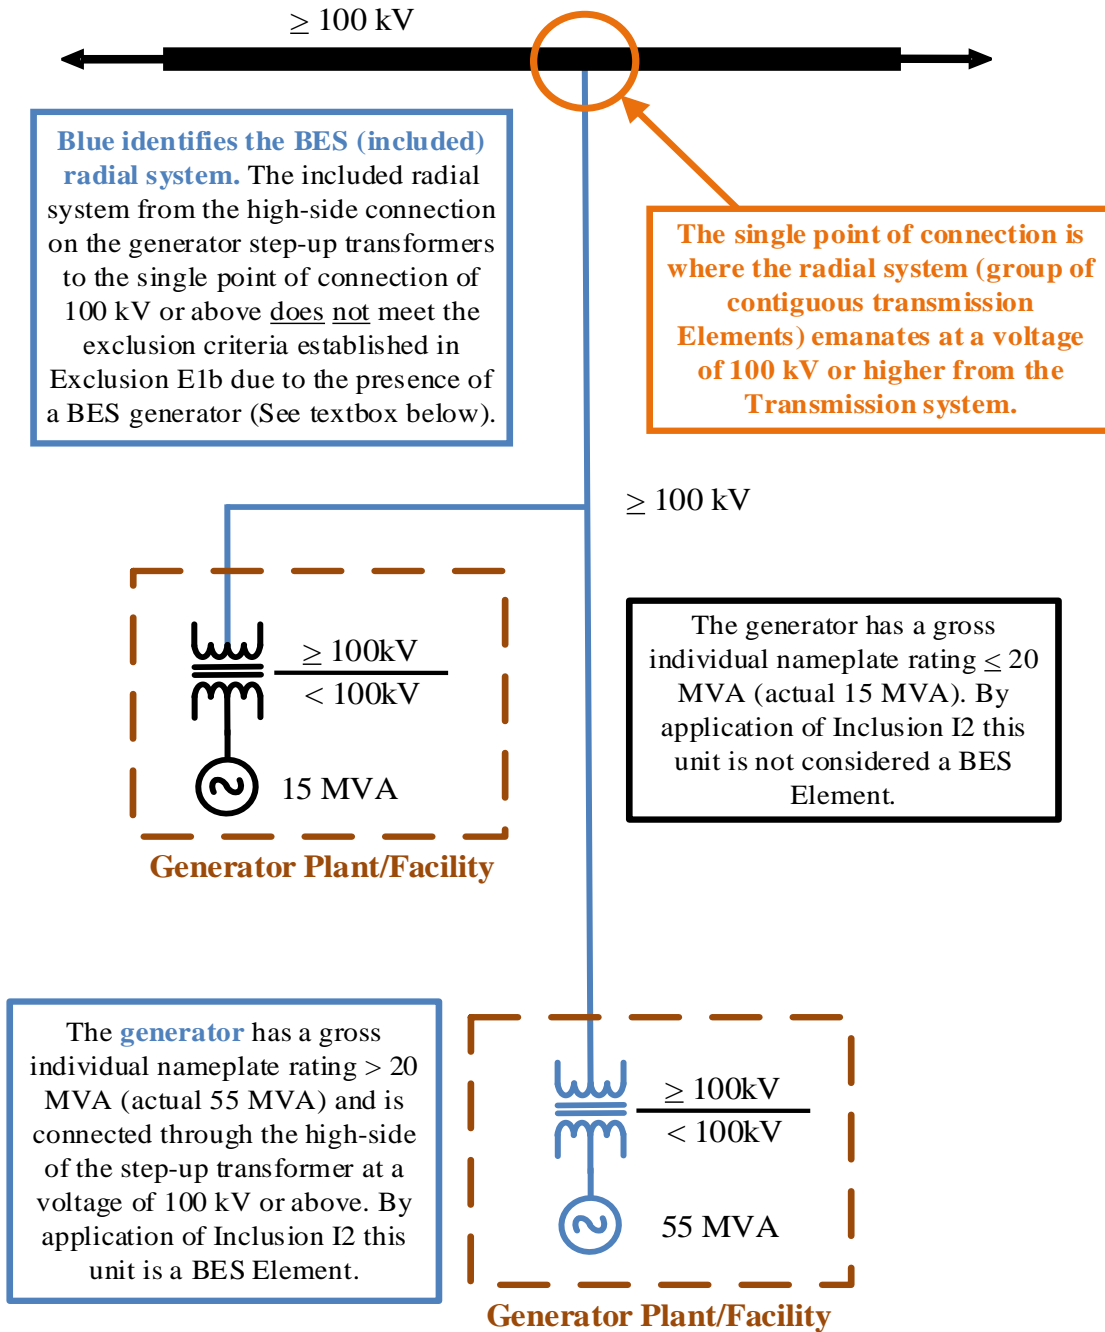 ≥ 100 kV
Blue identifies the BES (included)
radial system. The included radial
system from the high-side connection
on the generator step-up transformers
to the single point of connection of
100 kV or above does not meet the
exclusion criteria established in
Exclusion E1b due to the presence of
a BES generator (See textbox below).
The single point of connection is
where the radial system (group of
contiguous transmission
Elements) emanates at a voltage
of 100 kV or higher from the
Transmission system.
≥ 100 kV
≥ 100kV
< 100kV
15 MVA
Generator Plant/Facility
The generator has a gross
individual nameplate rating ≤ 20
MVA (actual 15 MVA). By
application of Inclusion I2 this
unit is not considered a BES
Element.
The generator has a gross
individual nameplate rating > 20
MVA (actual 55 MVA) and is
connected through the high-side
of the step-up transformer at a
voltage of 100 kV or above. By
application of Inclusion I2 this
unit is a BES Element.
≥ 100kV
< 100kV
55 MVA
Generator Plant/Facility